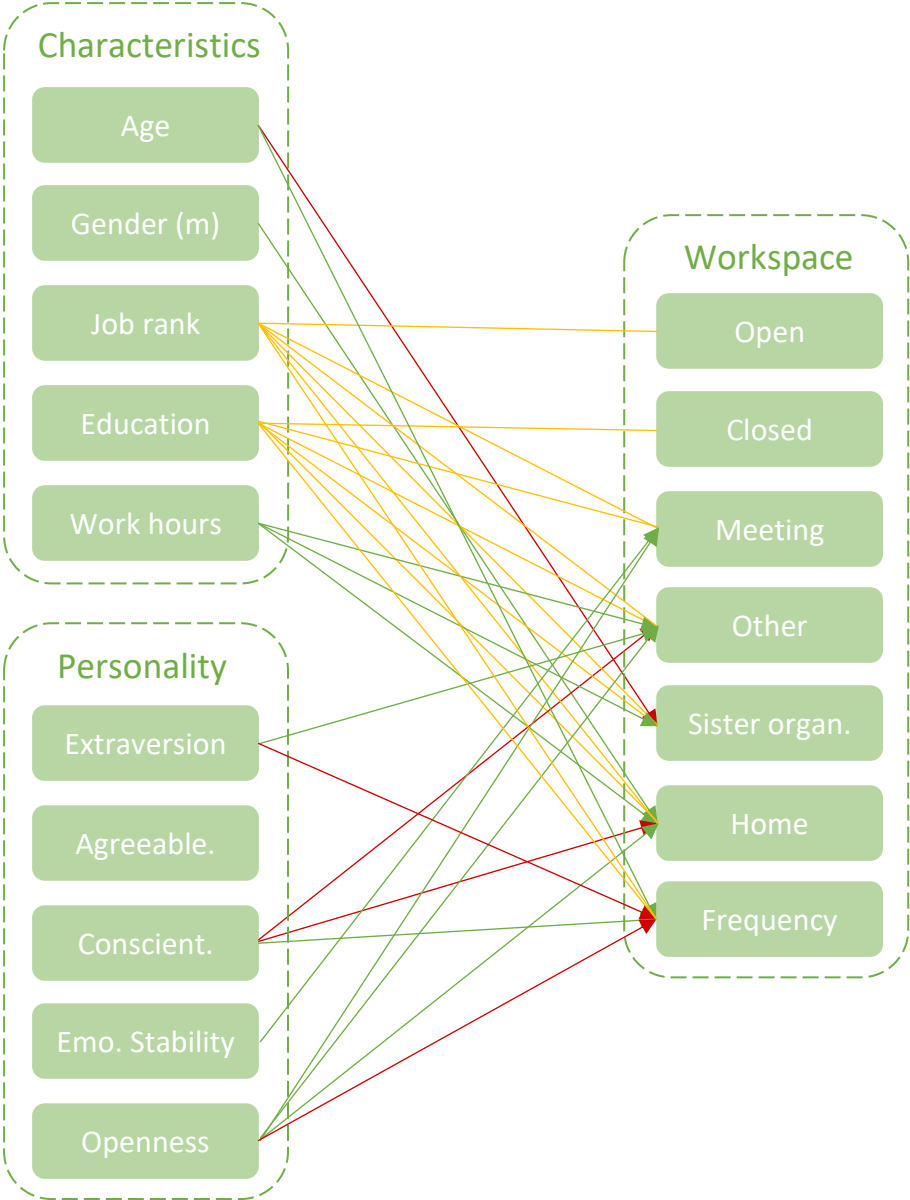 Characteristics
Age
Gender (m)
Job rank
Education
Work hours
Personality
Extraversion
Agreeable.
Conscient.
Emo. Stability
Openness
Workspace
Open
Closed
Meeting
Other
Sister organ.
Home
Frequency